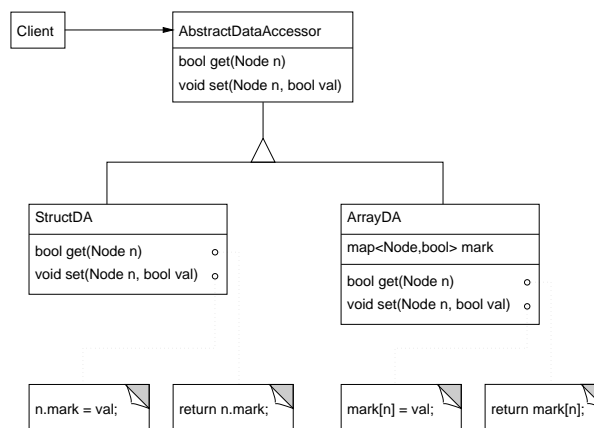 Client
AbstractDataAccessor
bool get(Node n)
void set(Node n, bool val)
StructDA
bool get(Node n)
void set(Node n, bool val)
ArrayDA
map<Node,bool> mark
bool get(Node n)
void set(Node n, bool val)
n.mark = val;
return n.mark;
mark[n] = val;
return mark[n];